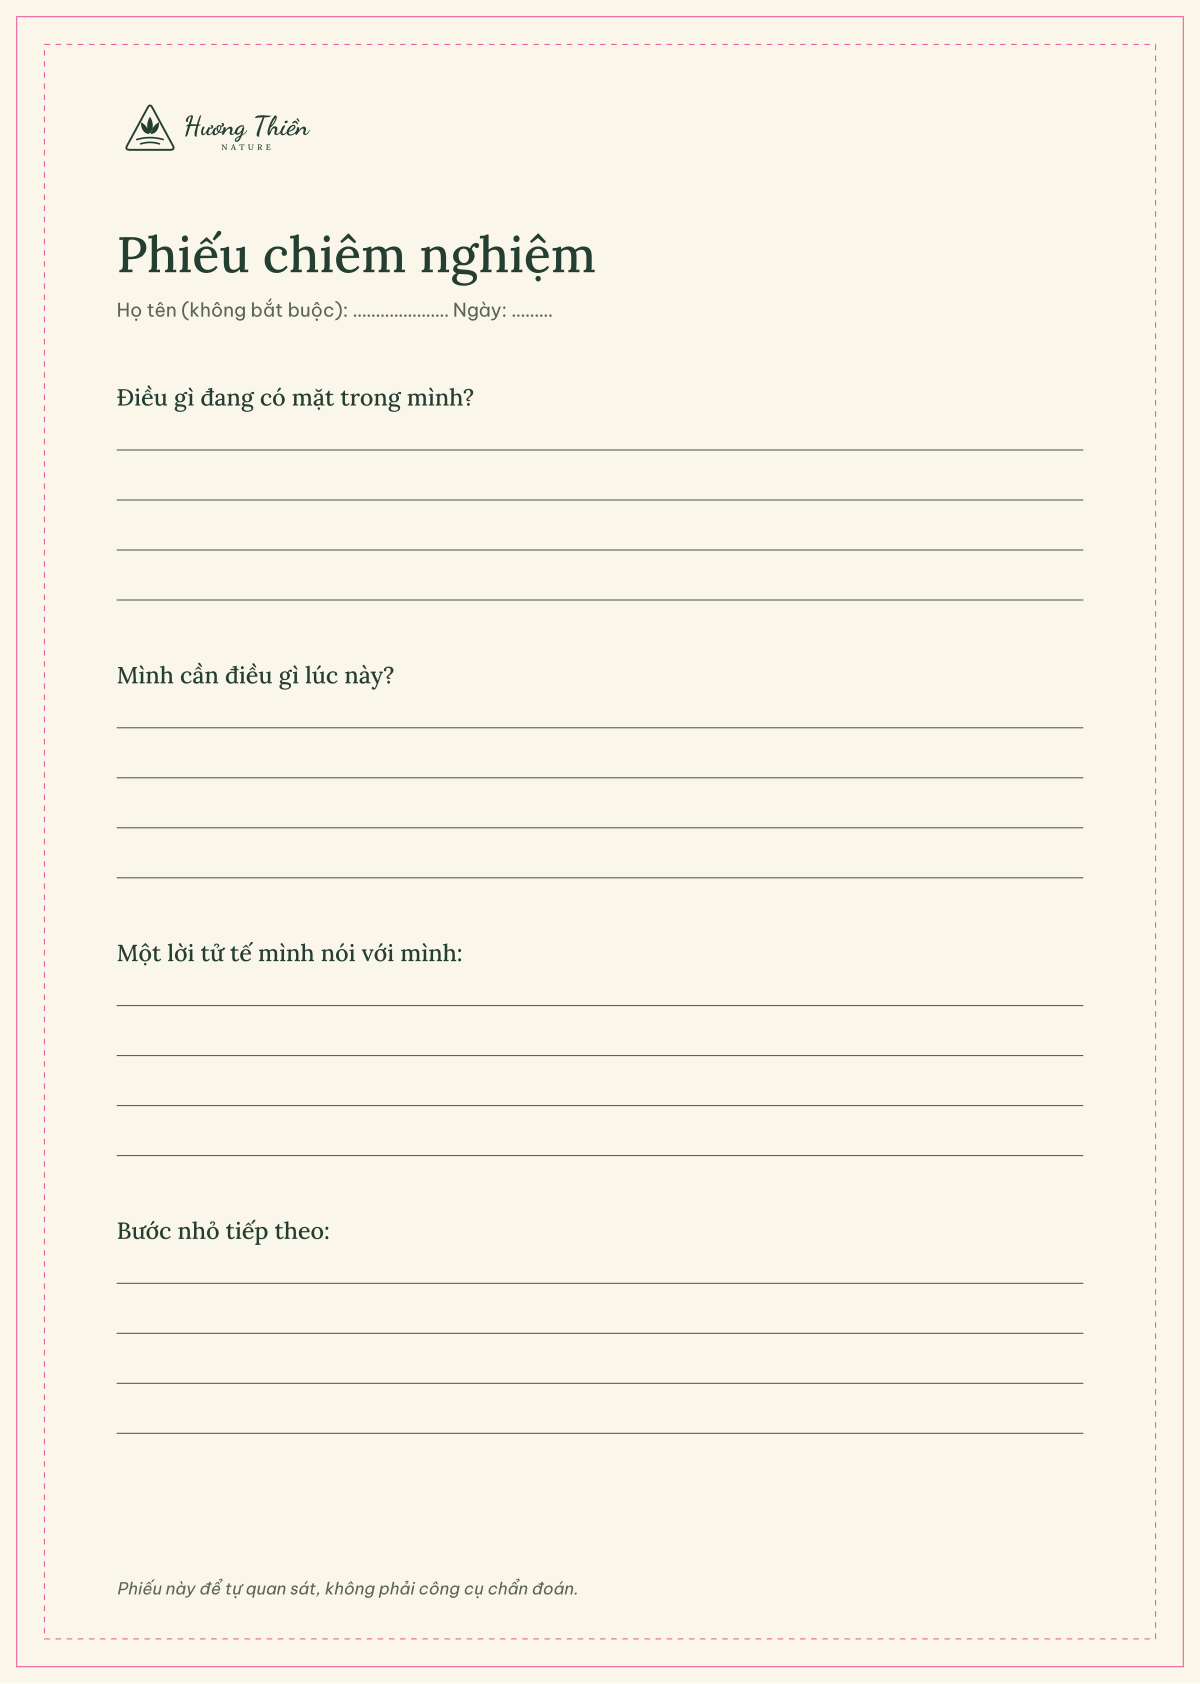 Hương Thiền
NATURE
Phiếu chiêm nghiệm
Họ tên (không bắt buộc): ..................... Ngày: .........
Điều gì đang có mặt trong mình?
Mình cần điều gì lúc này?
Một lời tử tế mình nói với mình:
Bước nhỏ tiếp theo:
Phiếu này để tự quan sát, không phải công cụ chẩn đoán.